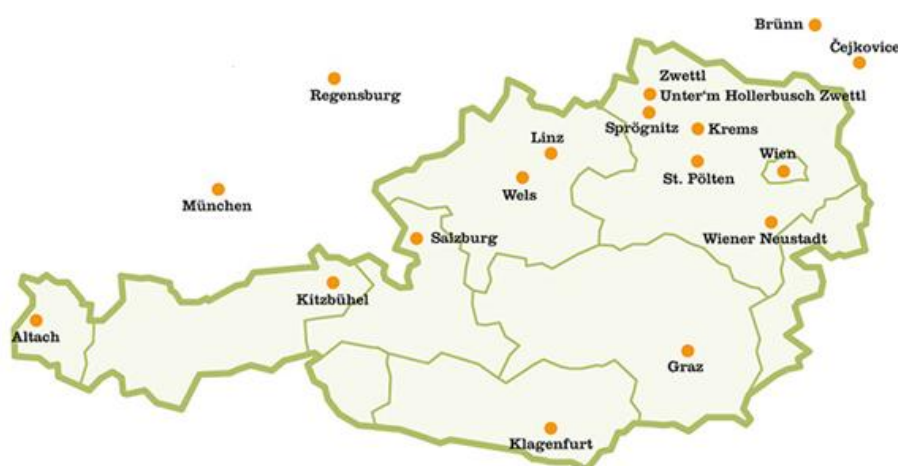 Brünn
Čejkovice
Zwettl
Regensburg
Unter'm Hollerbusch Zwettl
Sprögnitz
Krems
Linz
Wien
St. Pölten
Wels
München
Salzburg
Wiener Neustadt
Kitzbühel
Altach
Graz
Klagenfurt